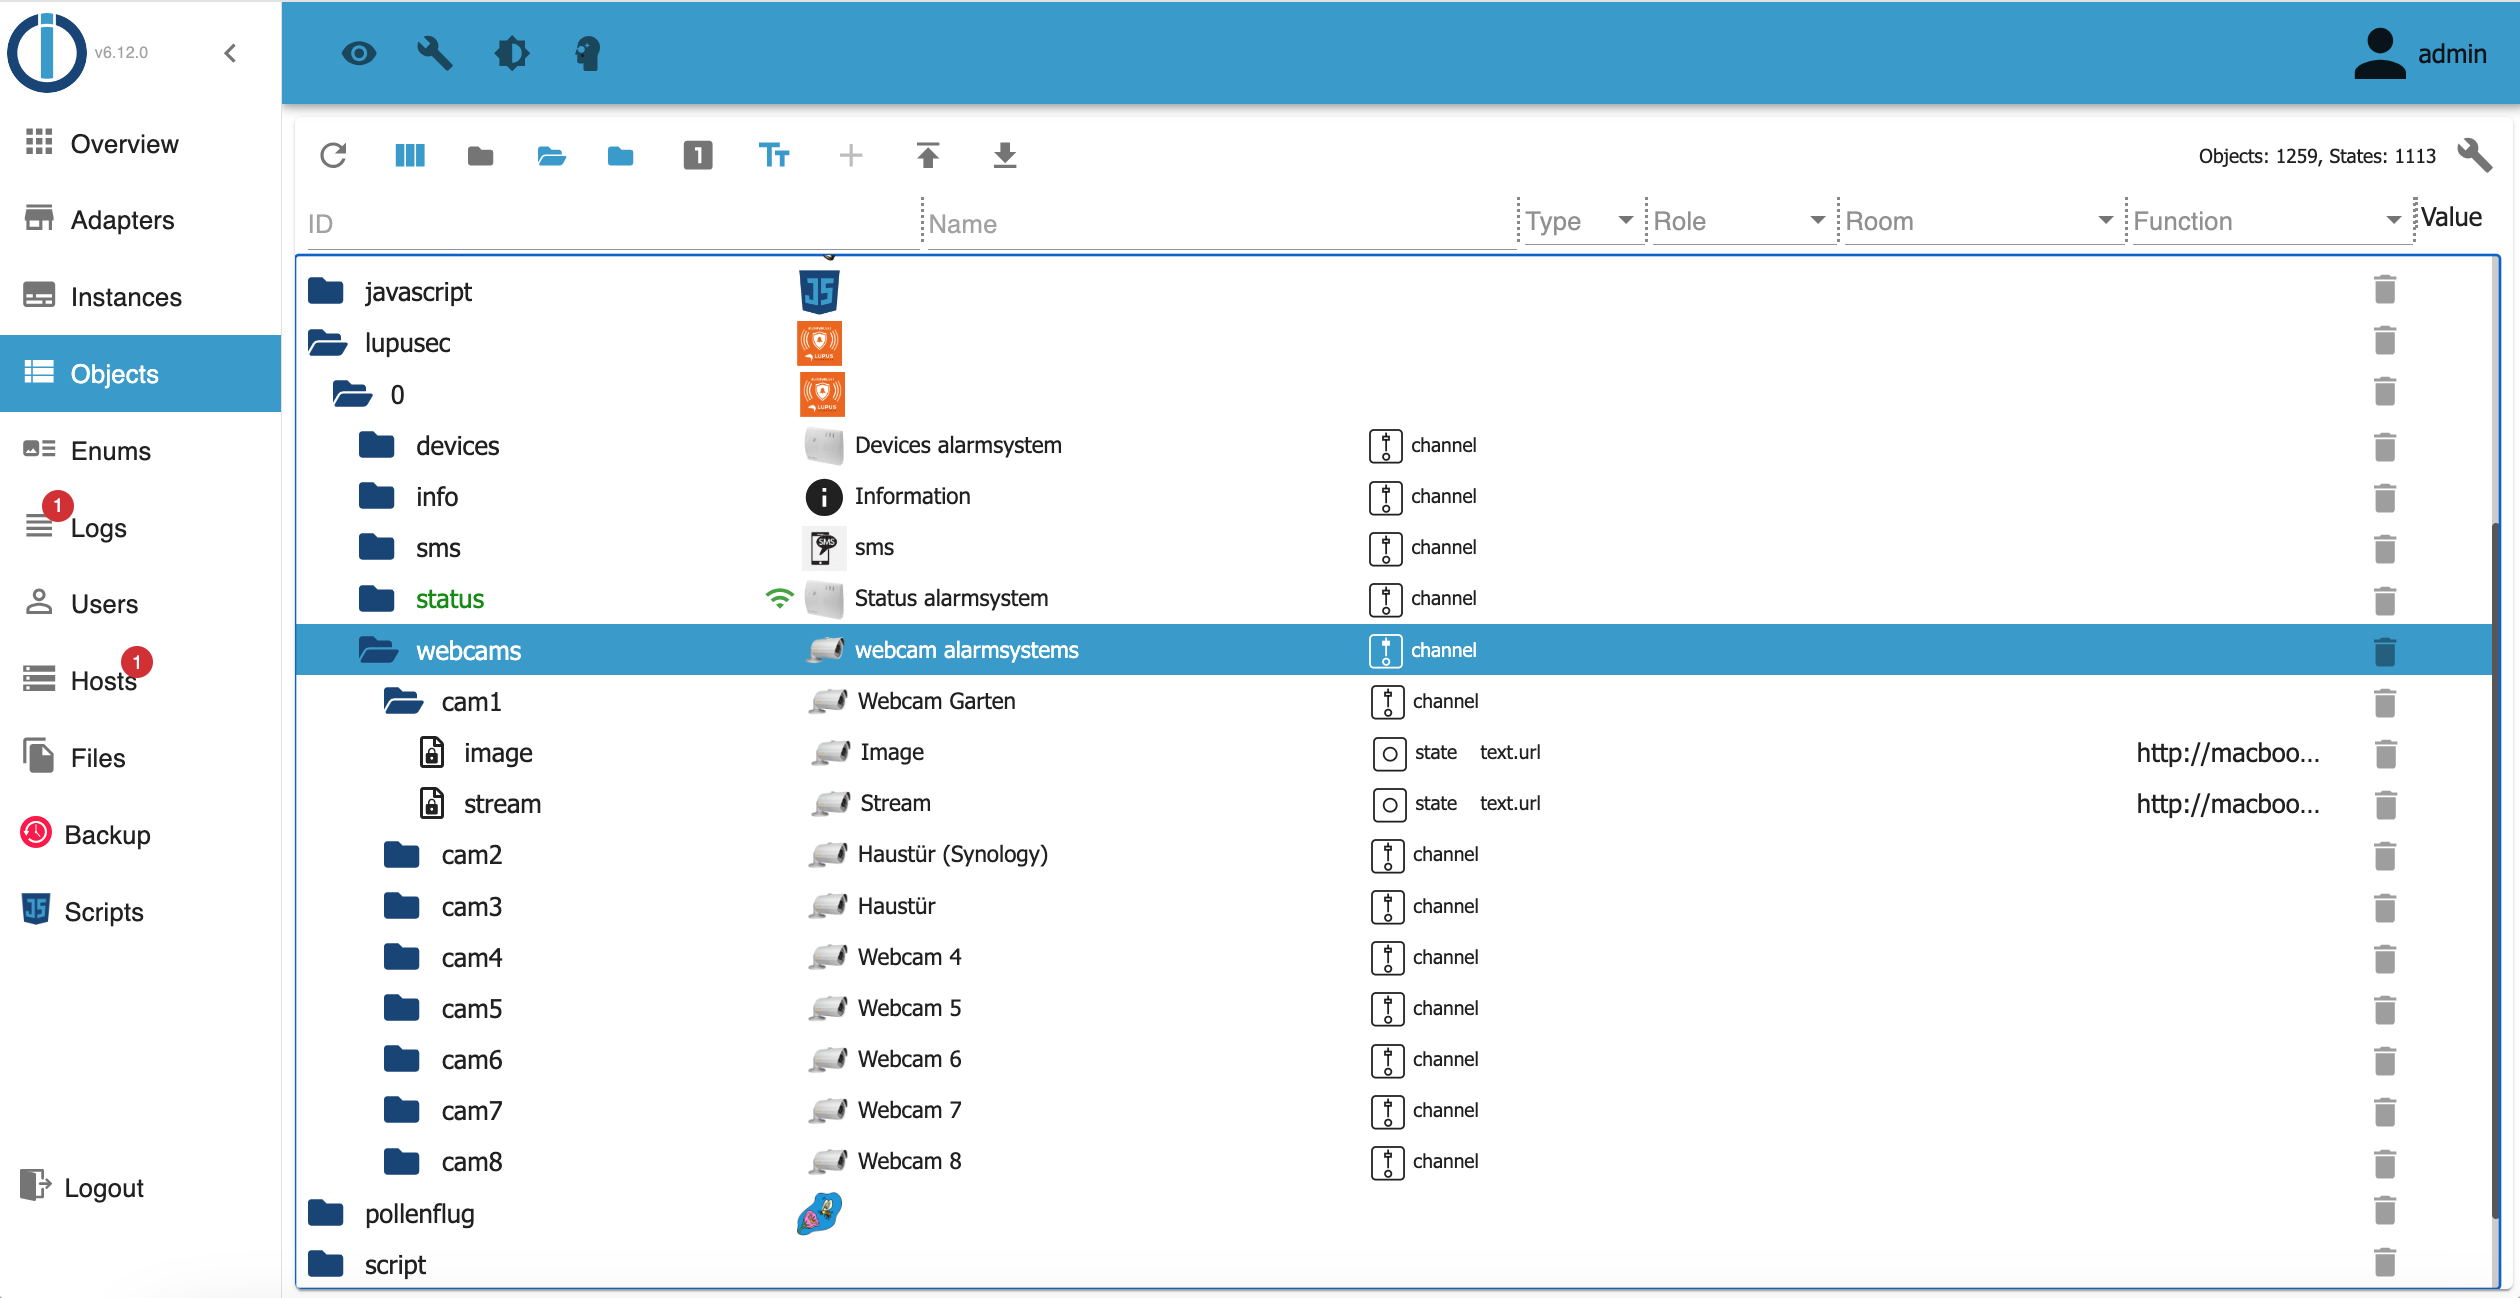 v6.12.0
admin
Overview
Adapters
Instances
Objects
Enums
1
Logs
Users
1
Hosts
Files
Backup
Scripts
Logout
1
Objects: 1259, States: 1113
ID Name Type Role Room Function Value
javascript
lupusec
0
devices Devices alarmsystem channel
info Information channel
sms SMS sms channel
status Status alarmsystem channel
webcams webcam alarmsystems channel
cam1 Webcam Garten channel
image Image state text.url http://macboo...
stream Stream state text.url http://macboo...
cam2 Haustür (Synology) channel
cam3 Haustür channel
cam4 Webcam 4 channel
cam5 Webcam 5 channel
cam6 Webcam 6 channel
cam7 Webcam 7 channel
cam8 Webcam 8 channel
pollenflug
script